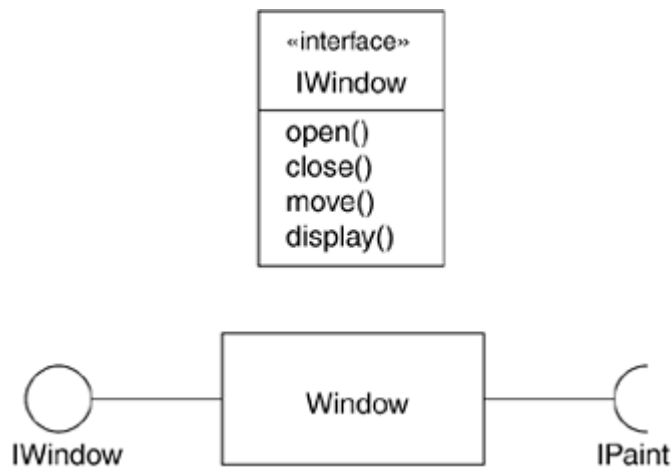 «interface»
IWindow
open()
close()
move()
display()
Window
IWindow
IPaint